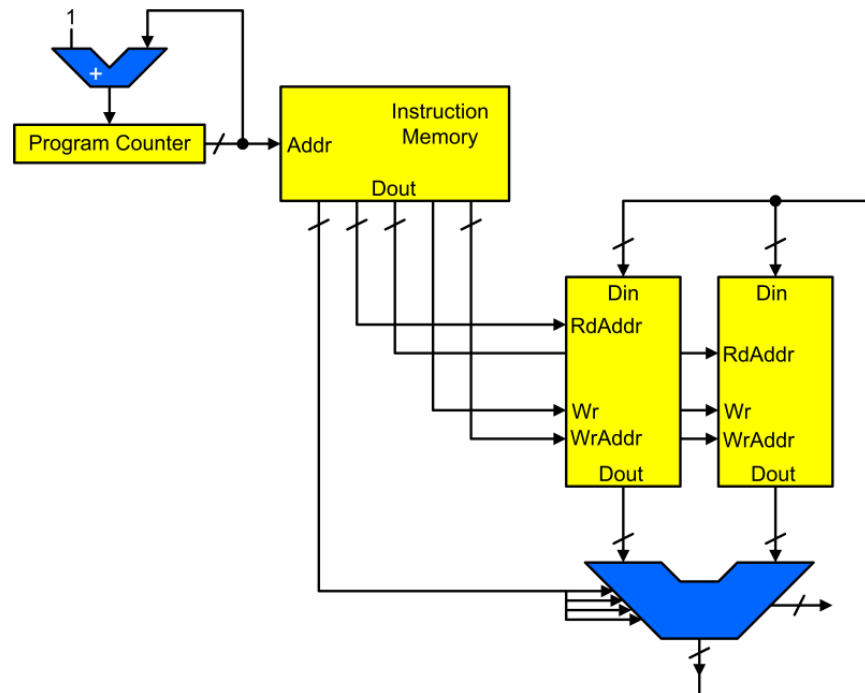 1
+
Program Counter
Instruction
Memory
Addr
Dout
Din
Din
RdAddr
RdAddr
Wr
Wr
WrAddr
WrAddr
Dout
Dout